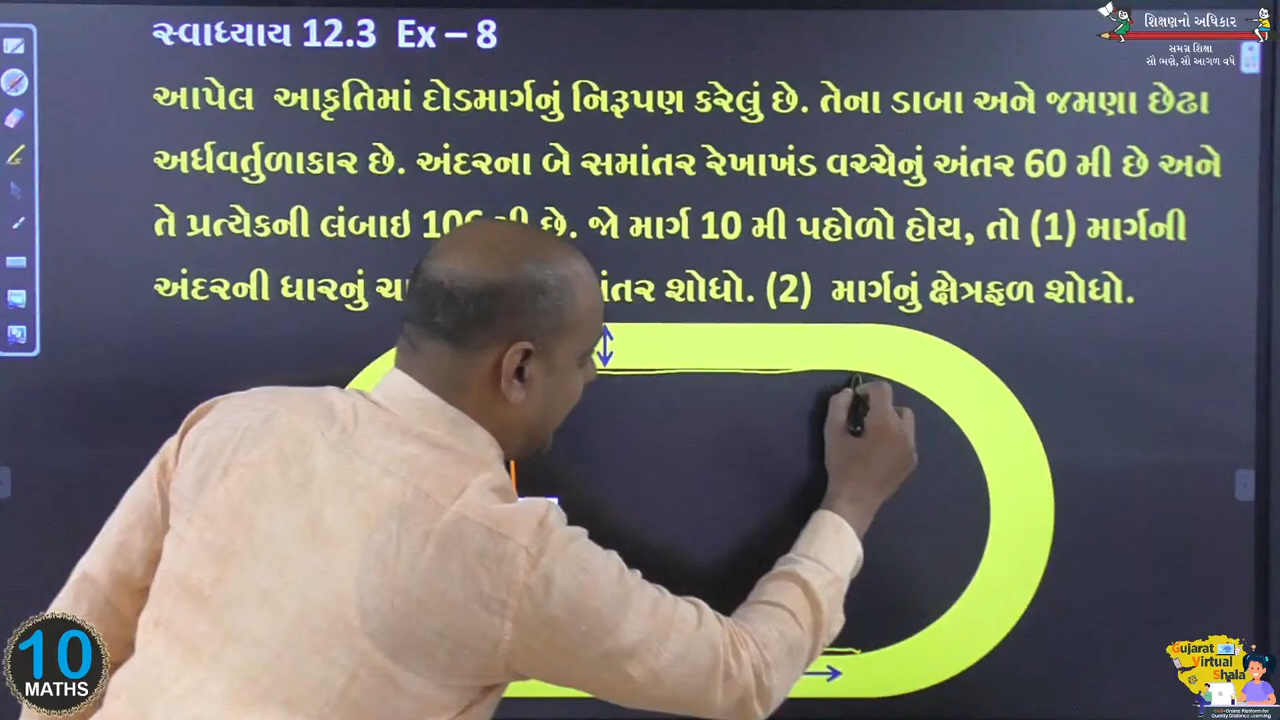 સ્વાધ્યાય 12.3 Ex – 8
આપેલ આકૃતિમાં દોડમાર્ગનું નિરૂપણ કરેલું છે. તેના ડાબા અને જમણા છેઢા
અર્ધવર્તુળાકાર છે. અંદરના બે સમાંતર રેખાખંડ વચ્ચેનું અંતર 60 મી છે અને
તે પ્રત્યેકની લંબાઇ છે. જો માર્ગ 10 મી પહોળો હોય, તો (1) માર્ગની
અંદરની ધારનું શોધો. (2) માર્ગનું ક્ષેત્રફળ શોધો.
શિક્ષણનો અધિકાર
સમગ્ર શિક્ષા
સૌ ભણે, સૌ આગળ વધે
10
MATHS
Gujarat
Virtual
Shala